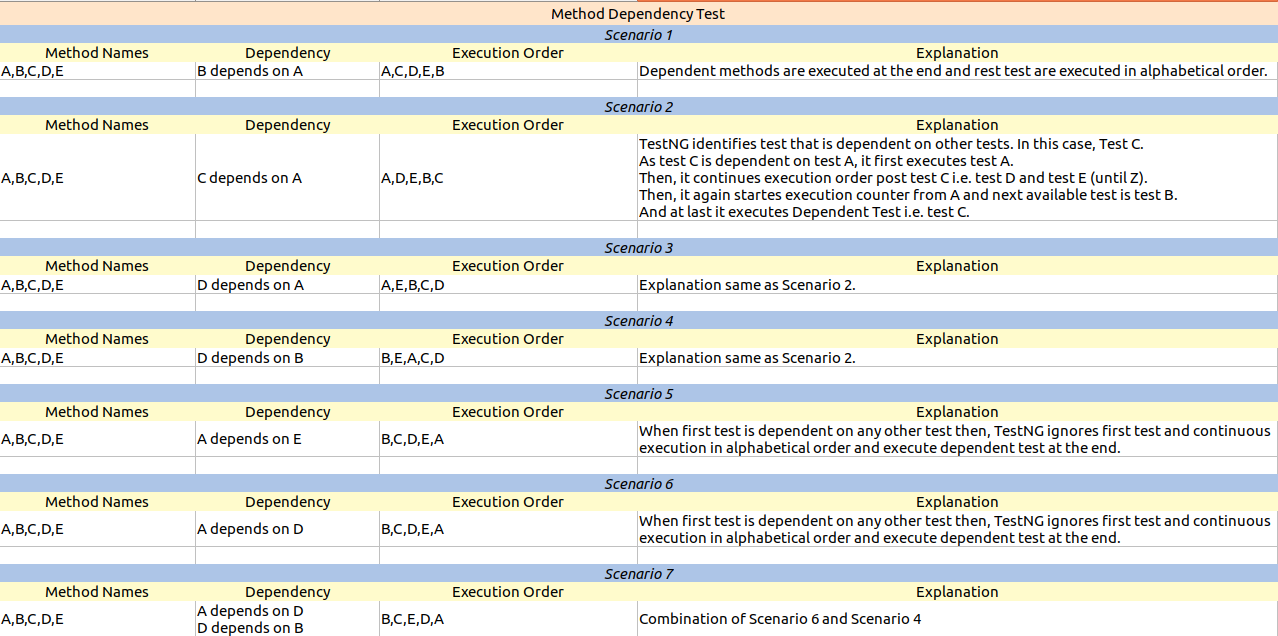 Method Dependency Test
Scenario 1
Method Names Dependency Execution Order Explanation
A,B,C,D,E B depends on A A,C,D,E,B Dependent methods are executed at the end and rest test are executed in alphabetical order.
Scenario 2
Method Names Dependency Execution Order Explanation
A,B,C,D,E C depends on A A,D,E,B,C TestNG identifies test that is dependent on other tests. In this case, Test C.
As test C is dependent on test A, it first executes test A.
Then, it continues execution order post test C i.e. test D and test E (until Z).
Then, it again startes execution counter from A and next available test is test B.
And at last it executes Dependent Test i.e. test C.
Scenario 3
Method Names Dependency Execution Order Explanation
A,B,C,D,E D depends on A A,E,B,C,D Explanation same as Scenario 2.
Scenario 4
Method Names Dependency Execution Order Explanation
A,B,C,D,E D depends on B B,E,A,C,D Explanation same as Scenario 2.
Scenario 5
Method Names Dependency Execution Order Explanation
A,B,C,D,E A depends on E B,C,D,E,A When first test is dependent on any other test then, TestNG ignores first test and continuous
execution in alphabetical order and execute dependent test at the end.
Scenario 6
Method Names Dependency Execution Order Explanation
A,B,C,D,E A depends on D B,C,D,E,A When first test is dependent on any other test then, TestNG ignores first test and continuous
execution in alphabetical order and execute dependent test at the end.
Scenario 7
Method Names Dependency Execution Order Explanation
A,B,C,D,E A depends on D
D depends on B B,C,E,D,A Combination of Scenario 6 and Scenario 4